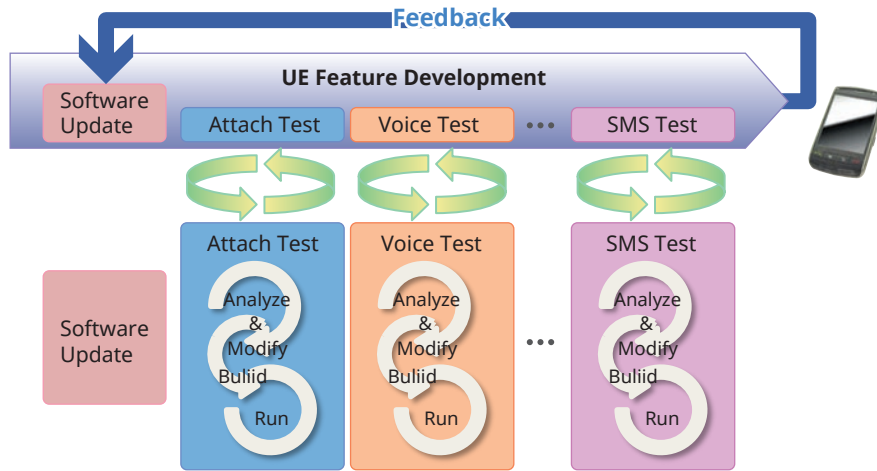 Feedback
UE Feature Development
Software
Update
Attach Test
Voice Test
•••
SMS Test
Attach Test
Voice Test
SMS Test
Software
Update
Analyze
&
Modify
Buliid
Run
Analyze
&
Modify
Buliid
Run
•••
Analyze
&
Modify
Buliid
Run